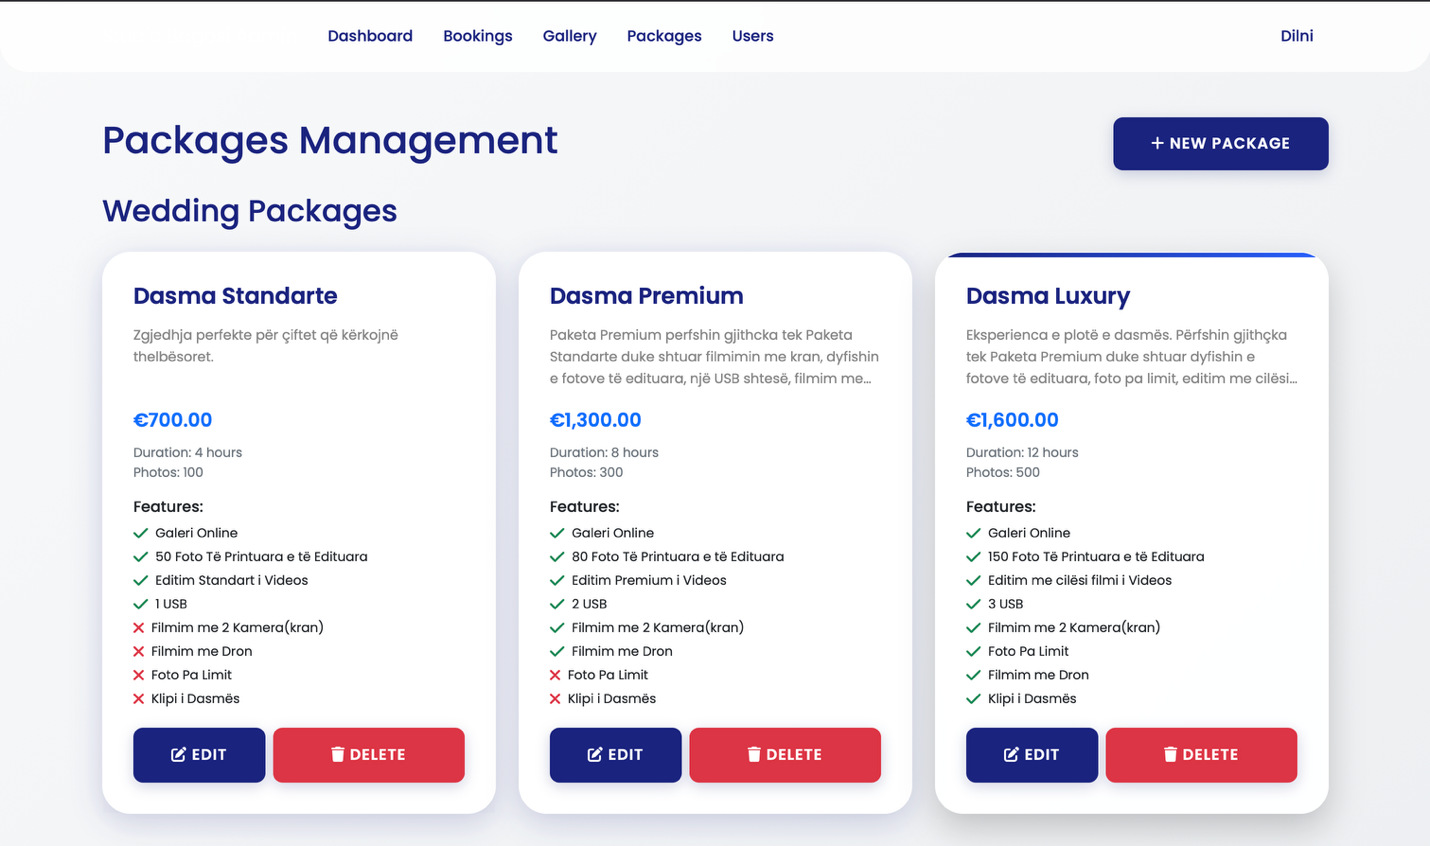 Dashboard Bookings Gallery Packages Users Dilni
Packages Management
+ NEW PACKAGE
Wedding Packages
Dasma Standarte
Zgjedhja perfekte për çiftet që kërkojnë
thelbësoret.
€700.00
Duration: 4 hours
Photos: 100
Features:
Galeri Online
50 Foto Të Printuara e të Edituara
Editim Standart i Videos
1 USB
Filmim me 2 Kamera(kran)
Filmim me Dron
Foto Pa Limit
Klipi i Dasmës
EDIT DELETE
Dasma Premium
Paketa Premium perfshin gjithcka tek Paketa
Standarte duke shtuar filmimin me kran, dyfishin
e fotove të edituara, një USB shtesë, filmim me...
€1,300.00
Duration: 8 hours
Photos: 300
Features:
Galeri Online
80 Foto Të Printuara e të Edituara
Editim Premium i Videos
2 USB
Filmim me 2 Kamera(kran)
Filmim me Dron
Foto Pa Limit
Klipi i Dasmës
EDIT DELETE
Dasma Luxury
Eksperienca e plotë e dasmës. Përfshin gjithçka
tek Paketa Premium duke shtuar dyfishin e
fotove të edituara, foto pa limit, editim me cilësi...
€1,600.00
Duration: 12 hours
Photos: 500
Features:
Galeri Online
150 Foto Të Printuara e të Edituara
Editim me cilësi filmi i Videos
3 USB
Filmim me 2 Kamera(kran)
Foto Pa Limit
Filmim me Dron
Klipi i Dasmës
EDIT DELETE